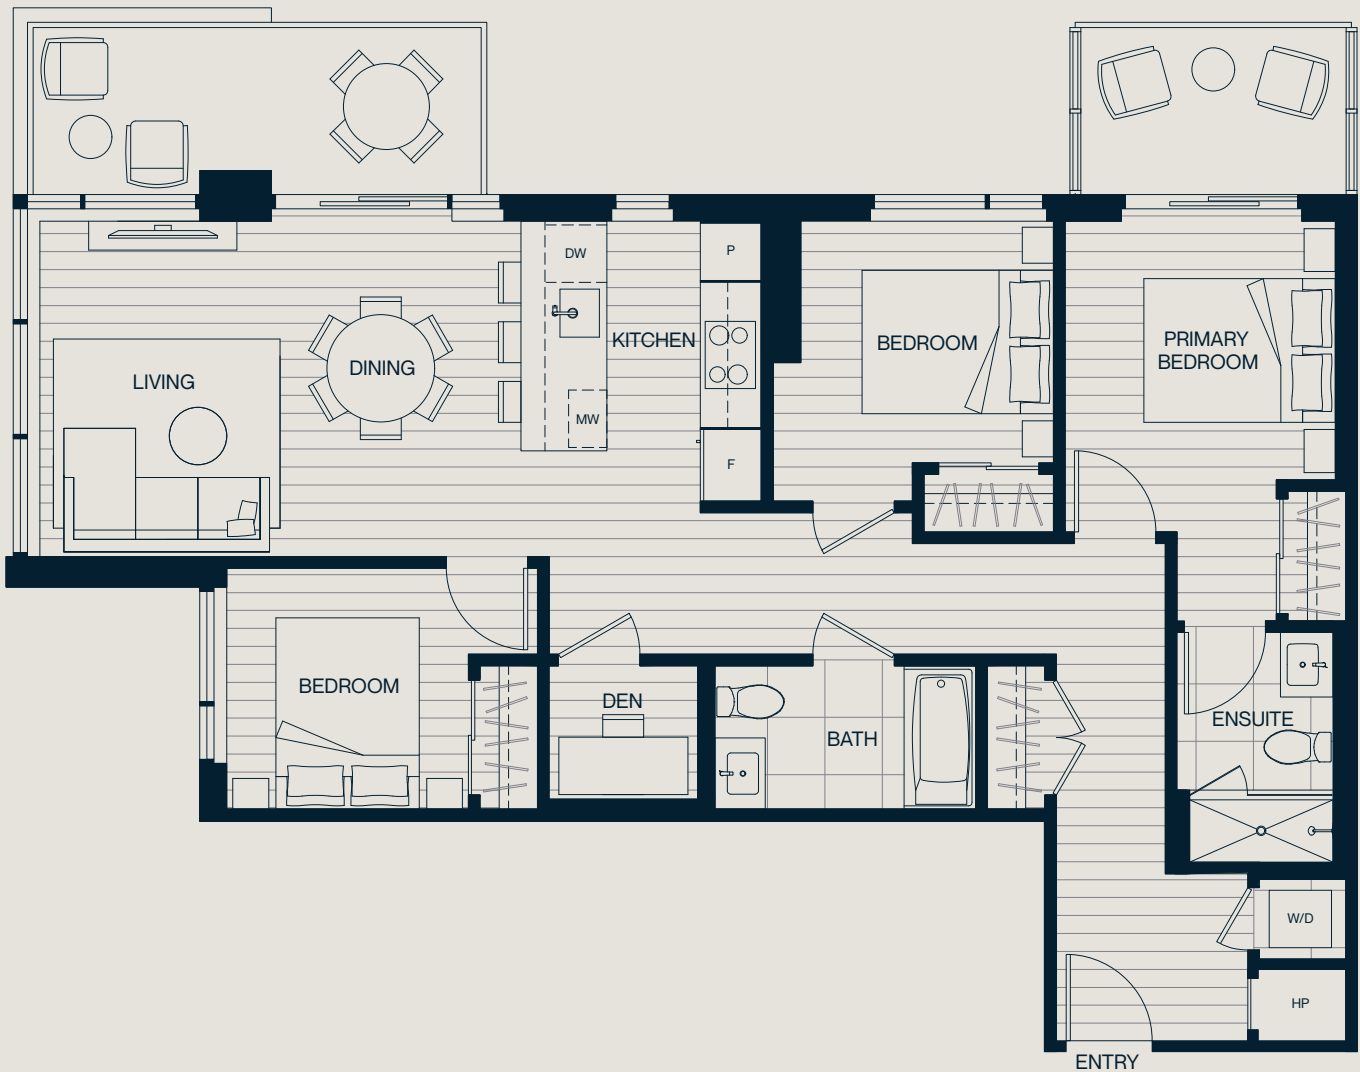 DW
P
KITCHEN
BEDROOM
PRIMARY
BEDROOM
LIVING
DINING
MW
F
BEDROOM
DEN
BATH
ENSUITE
W/D
HP
ENTRY